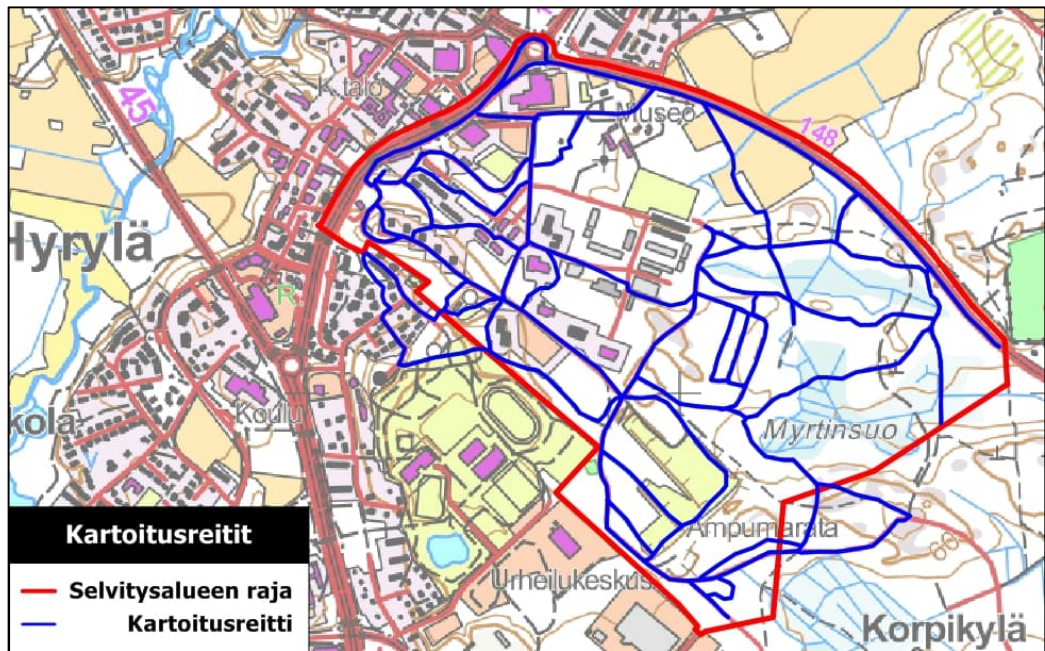 K.talo
Museo
45
148
Hyrylä
R
Koulu
kola
Myrtinsuo
Ampumarata
Urheilukeskus
Korpikylä
Kartoitusreitit
Selvitysalueen raja
Kartoitusreitti